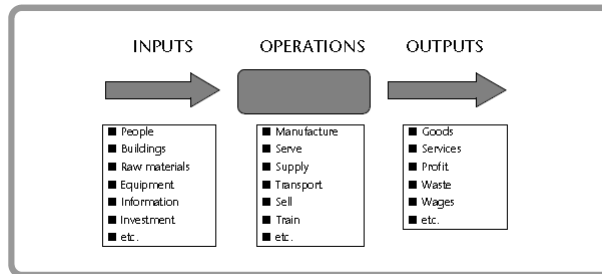 INPUTS
OPERATIONS
OUTPUTS
■ People
■ Buildings
■ Raw materials
■ Equipment
■ Information
■ Investment
■ etc.
■ Manufacture
■ Serve
■ Supply
■ Transport
■ Sell
■ Train
■ etc.
■ Goods
■ Services
■ Profit
■ Waste
■ Wages
■ etc.